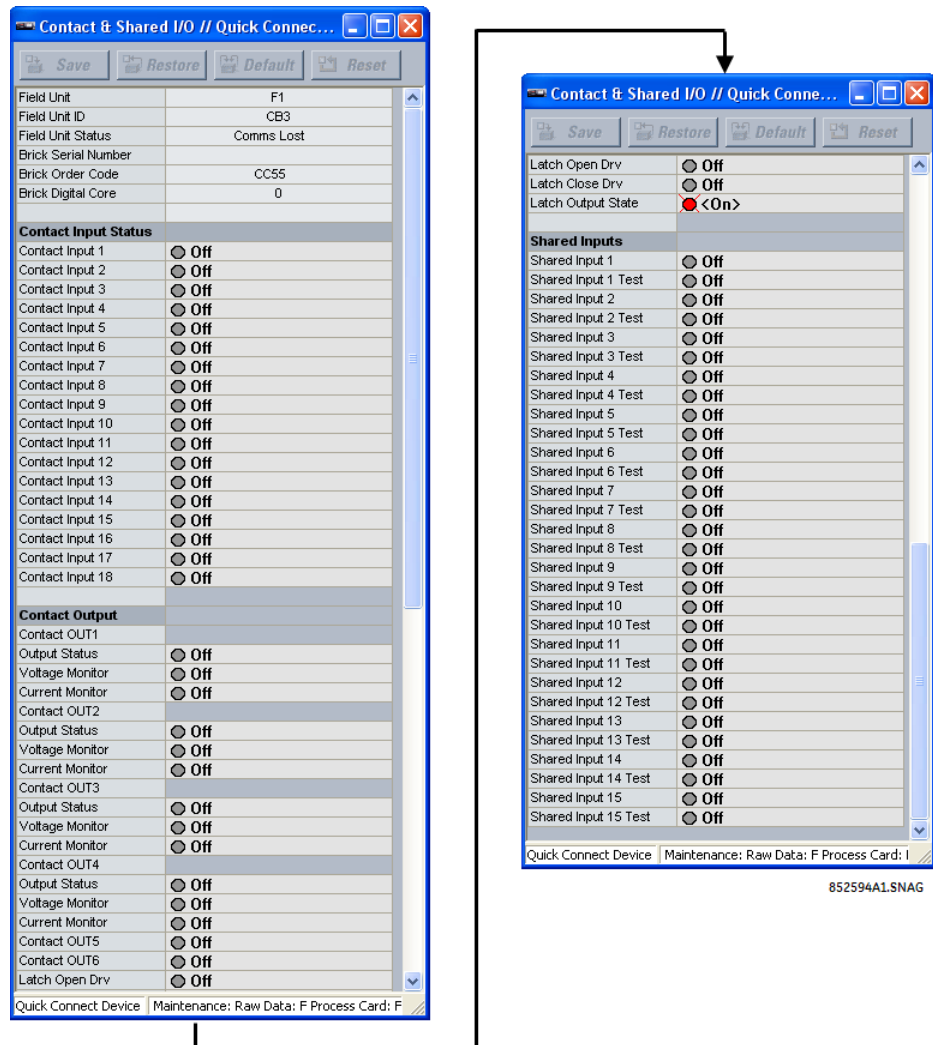 Contact & Shared I/O // Quick Connec...
Save Restore Default Reset
Field Unit F1
Field Unit ID CB3
Field Unit Status Comms Lost
Brick Serial Number
Brick Order Code CC55
Brick Digital Core 0
Contact Input Status
Contact Input 1 Off
Contact Input 2 Off
Contact Input 3 Off
Contact Input 4 Off
Contact Input 5 Off
Contact Input 6 Off
Contact Input 7 Off
Contact Input 8 Off
Contact Input 9 Off
Contact Input 10 Off
Contact Input 11 Off
Contact Input 12 Off
Contact Input 13 Off
Contact Input 14 Off
Contact Input 15 Off
Contact Input 16 Off
Contact Input 17 Off
Contact Input 18 Off
Contact Output
Contact OUT1
Output Status Off
Voltage Monitor Off
Current Monitor Off
Contact OUT2
Output Status Off
Voltage Monitor Off
Current Monitor Off
Contact OUT3
Output Status Off
Voltage Monitor Off
Current Monitor Off
Contact OUT4
Output Status Off
Voltage Monitor Off
Current Monitor Off
Contact OUT5 Off
Contact OUT6 Off
Latch Open Drv Off
Quick Connect Device Maintenance: Raw Data: F Process Card: F
Contact & Shared I/O // Quick Conne...
Save Restore Default Reset
Latch Open Drv Off
Latch Close Drv Off
Latch Output State <On>
Shared Inputs
Shared Input 1 Off
Shared Input 1 Test Off
Shared Input 2 Off
Shared Input 2 Test Off
Shared Input 3 Off
Shared Input 3 Test Off
Shared Input 4 Off
Shared Input 4 Test Off
Shared Input 5 Off
Shared Input 5 Test Off
Shared Input 6 Off
Shared Input 6 Test Off
Shared Input 7 Off
Shared Input 7 Test Off
Shared Input 8 Off
Shared Input 8 Test Off
Shared Input 9 Off
Shared Input 9 Test Off
Shared Input 10 Off
Shared Input 10 Test Off
Shared Input 11 Off
Shared Input 11 Test Off
Shared Input 12 Off
Shared Input 12 Test Off
Shared Input 13 Off
Shared Input 13 Test Off
Shared Input 14 Off
Shared Input 14 Test Off
Shared Input 15 Off
Shared Input 15 Test Off
Quick Connect Device Maintenance: Raw Data: F Process Card:
852594A1.SNAG